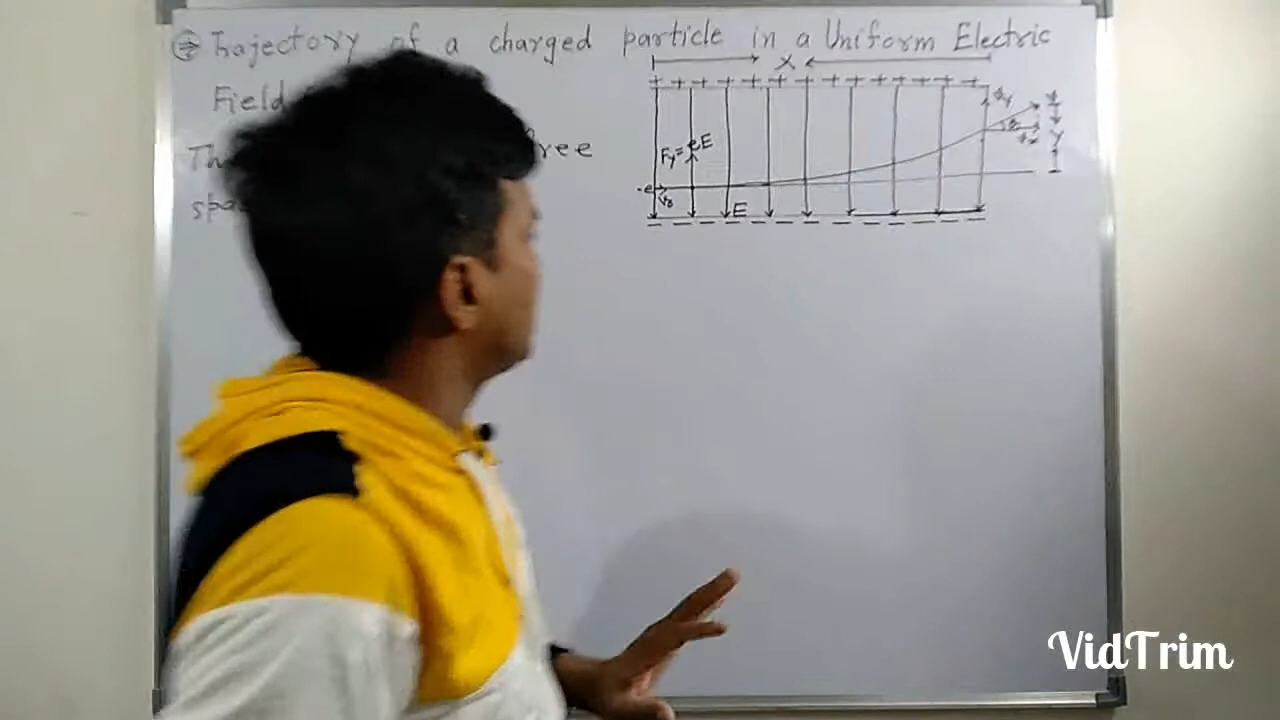 Trajectory of a charged particle in a Uniform Electric
Field
ree
X
+ + + + + + + + + + + + + +
Fy = eE
-e
E
θ
Y
VidTrim